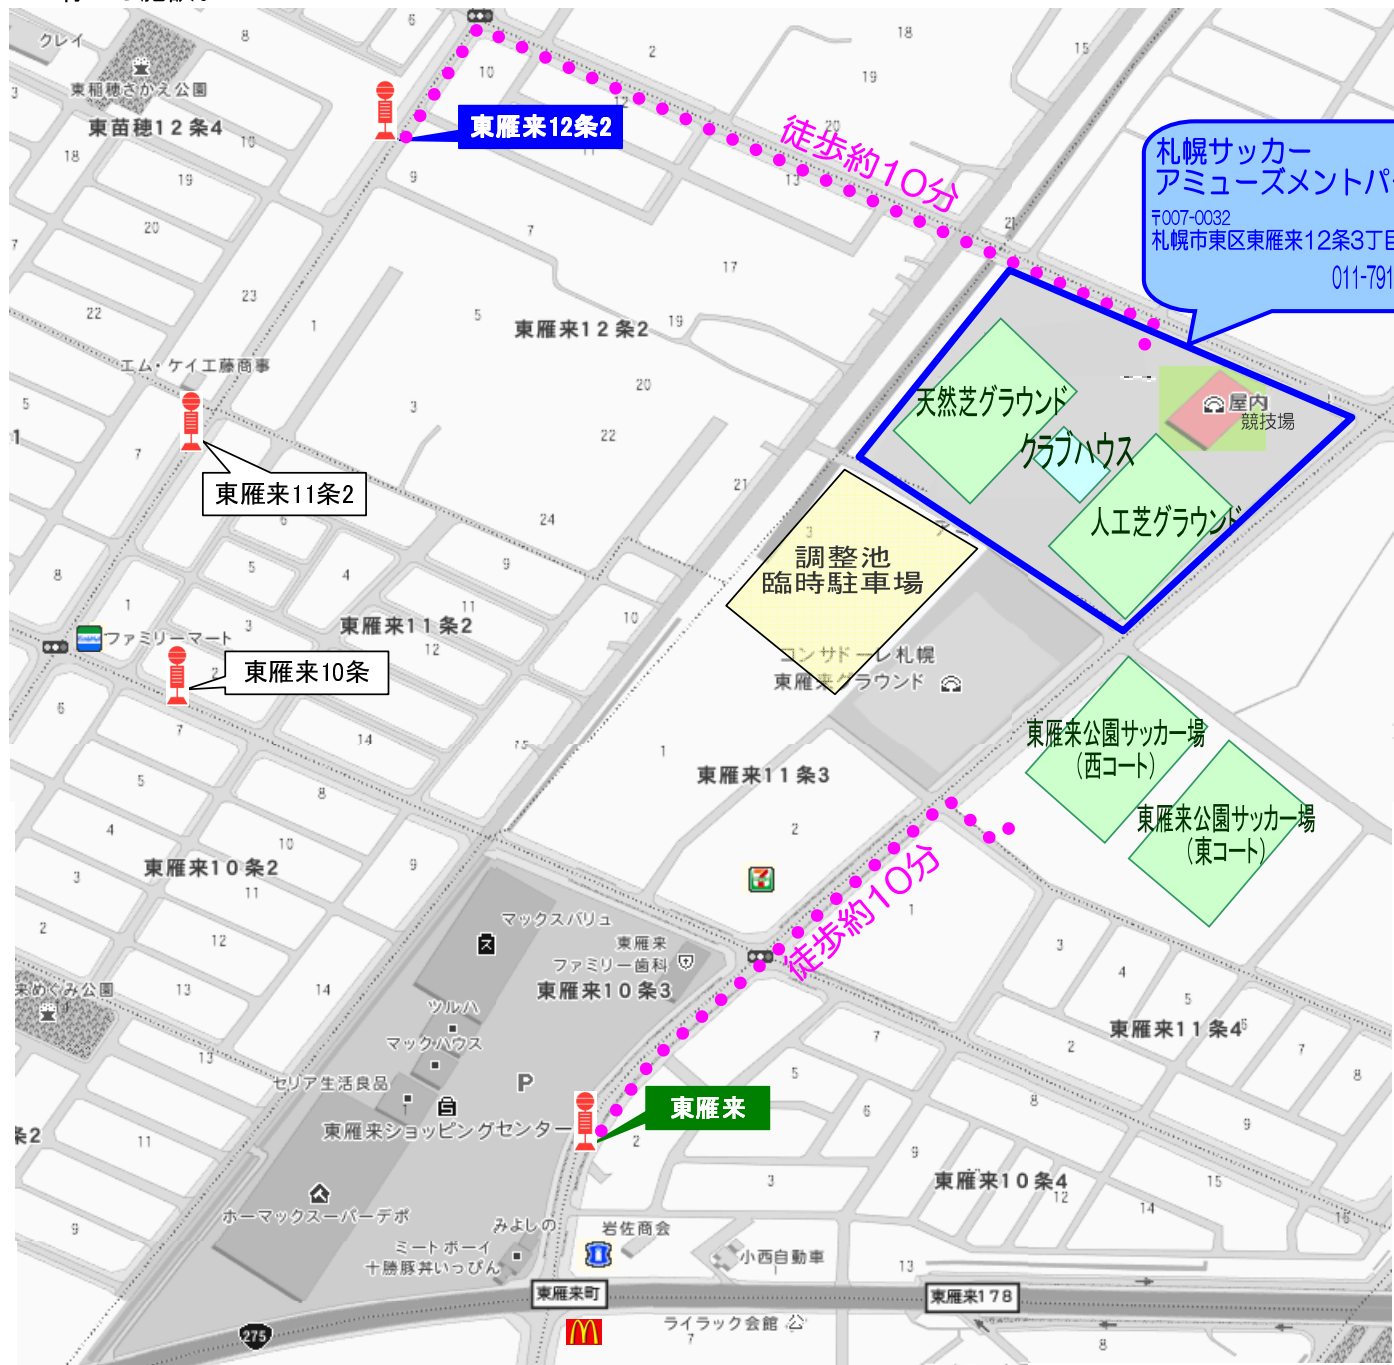 クレイ
東稲穂さかえ公園
東苗穂12条4
東雁来12条2
徒歩約10分
札幌サッカー
アミューズメントパ
〒007-0032
札幌市東区東雁来12条3丁目
011-791
東雁来12条2
エム・ケイ工藤商事
東雁来11条2
天然芝グラウンド
クラブハウス
屋内
競技場
人工芝グラウンド
調整池
臨時駐車場
コンサドーレ札幌
東雁来グラウンド
東雁来11条2
ファミリーマート
東雁来10条
東雁来公園サッカー場
(西コート)
東雁来公園サッカー場
(東コート)
東雁来11条3
東雁来10条2
徒歩約10分
マックスバリュ
東雁来
ファミリー歯科
東雁来10条3
来めぐみ公園
ツルハ
マックハウス
セリア生活良品
P
東雁来ショッピングセンター
東雁来
東雁来11条4
東雁来10条4
条2
ホーマックスーパーデポ
みよしの
ミートボーイ
十勝豚丼いっぴん
岩佐商会
小西自動車
東雁来町
東雁来178
275
ライラック会館